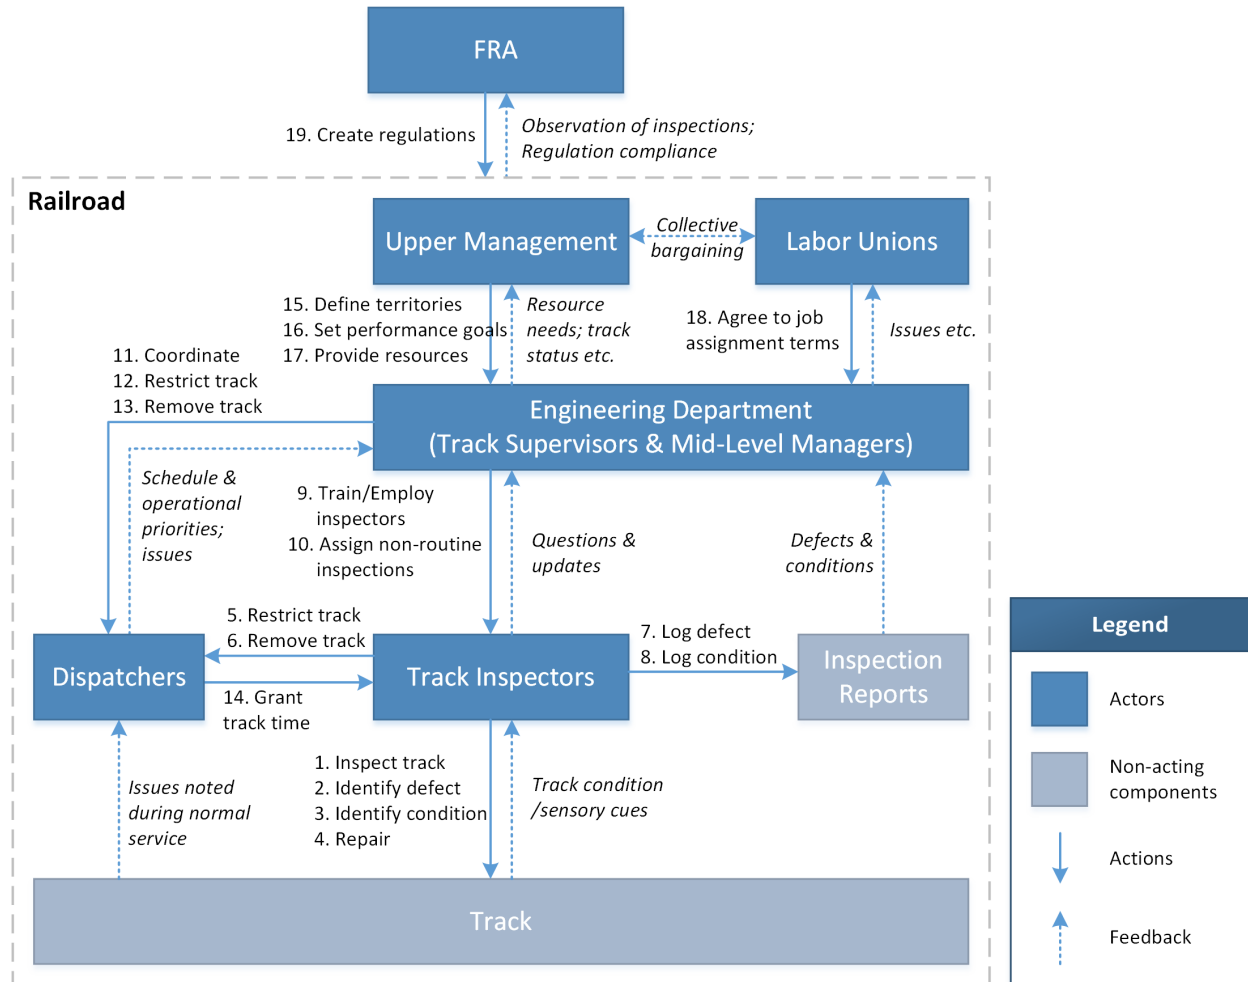 FRA
19. Create regulations
Observation of inspections;
Regulation compliance
Railroad
Upper Management
Collective
bargaining
Labor Unions
15. Define territories
16. Set performance goals
17. Provide resources
Resource
needs; track
status etc.
18. Agree to job
assignment terms
Issues etc.
11. Coordinate
12. Restrict track
13. Remove track
Engineering Department
(Track Supervisors & Mid-Level Managers)
Schedule &
operational
priorities;
issues
9. Train/Employ
inspectors
10. Assign non-routine
inspections
Questions &
updates
Defects &
conditions
5. Restrict track
6. Remove track
7. Log defect
8. Log condition
Dispatchers
14. Grant
track time
Track Inspectors
Inspection
Reports
Issues noted
during normal
service
1. Inspect track
2. Identify defect
3. Identify condition
4. Repair
Track condition
/sensory cues
Track
Legend
Actors
Non-acting
components
Actions
Feedback